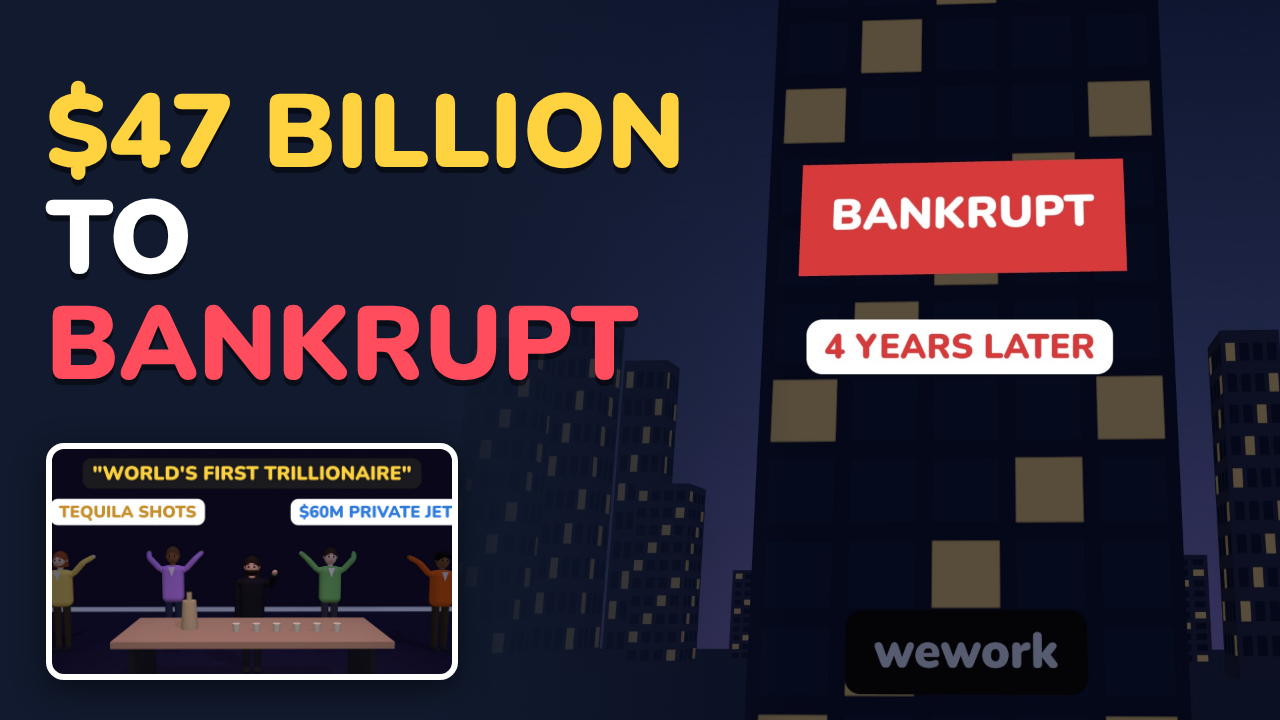 $47 BILLION
TO
BANKRUPT
"WORLD'S FIRST TRILLIONAIRE"
TEQUILA SHOTS
$60M PRIVATE JET
BANKRUPT
4 YEARS LATER
wework